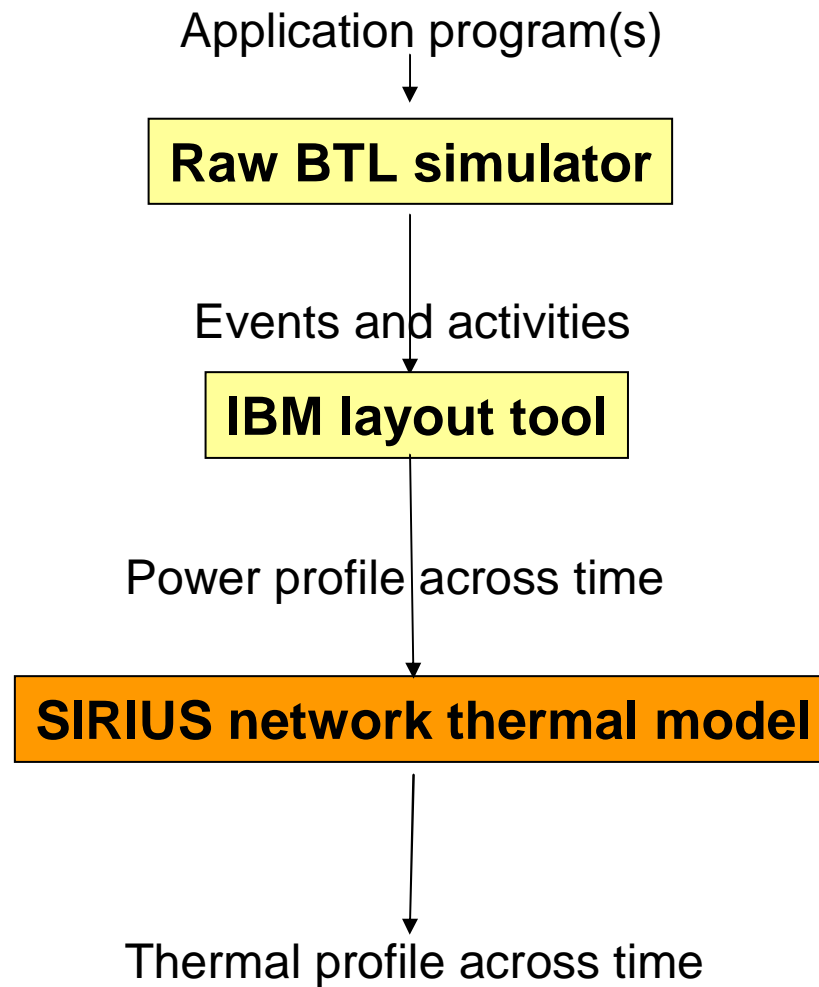 Application program(s)
Raw BTL simulator
Events and activities
IBM layout tool
Power profile across time
SIRIUS network thermal model
Thermal profile across time